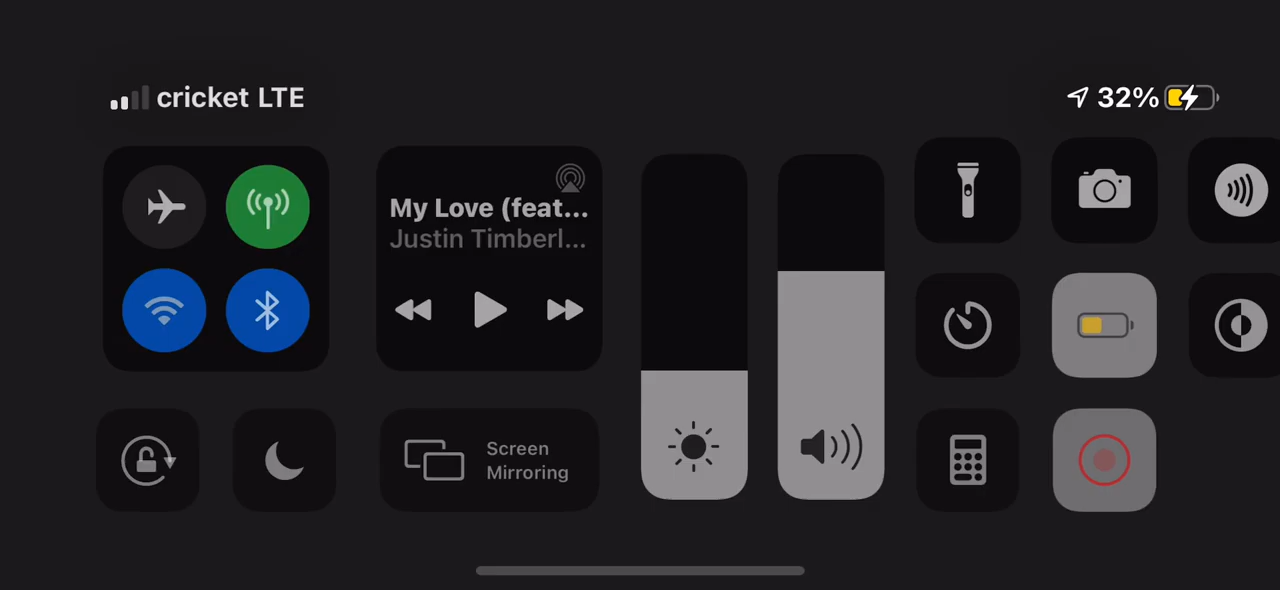 cricket LTE
32%
My Love (feat...
Justin Timberl...
Screen
Mirroring